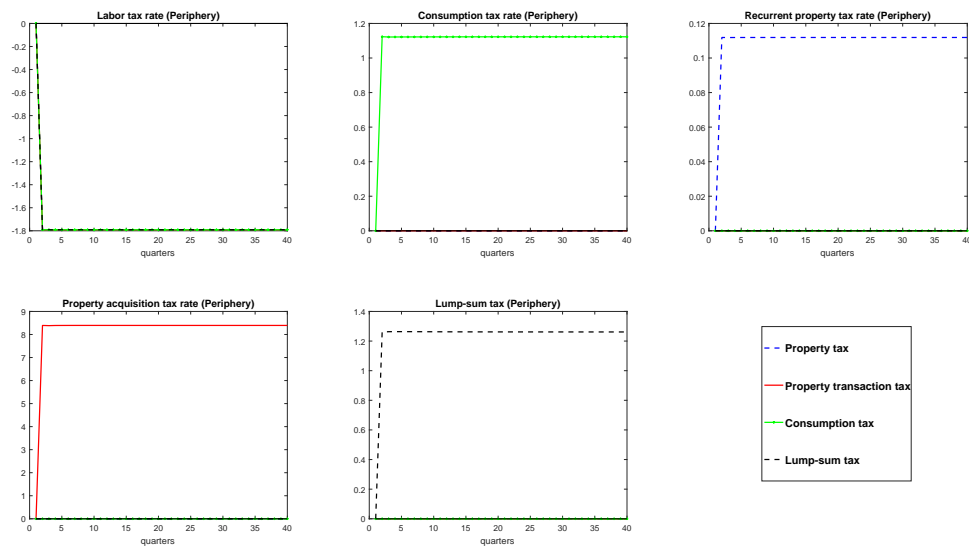 Labor tax rate (Periphery)
0
-0.2
-0.4
-0.6
-0.8
-1
-1.2
-1.4
-1.6
-1.8
0 5 10 15 20 25 30 35 40
quarters
Consumption tax rate (Periphery)
1.2
1
0.8
0.6
0.4
0.2
0
0 5 10 15 20 25 30 35 40
quarters
Recurrent property tax rate (Periphery)
0.12
0.1
0.08
0.06
0.04
0.02
0
0 5 10 15 20 25 30 35 40
quarters
Property acquisition tax rate (Periphery)
9
8
7
6
5
4
3
2
1
0
0 5 10 15 20 25 30 35 40
quarters
Lump-sum tax (Periphery)
1.4
1.2
1
0.8
0.6
0.4
0.2
0
0 5 10 15 20 25 30 35 40
quarters
Property tax
Property transaction tax
Consumption tax
Lump-sum tax